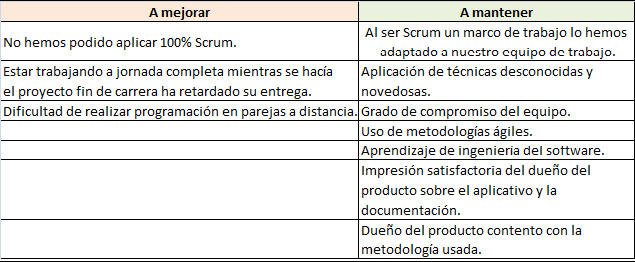 A mejorar
A mantener
No hemos podido aplicar 100% Scrum.
Al ser Scrum un marco de trabajo lo hemos
adaptado a nuestro equipo de trabajo.
Estar trabajando a jornada completa mientras se hacía
el proyecto fin de carrera ha retardado su entrega.
Aplicación de técnicas desconocidas y
novedosas.
Dificultad de realizar programación en parejas a distancia.
Grado de compromiso del equipo.
Uso de metodologías ágiles.
Aprendizaje de ingeniería del software.
Impresión satisfactoria del dueño del
producto sobre el aplicativo y la
documentación.
Dueño del producto contento con la
metodología usada.